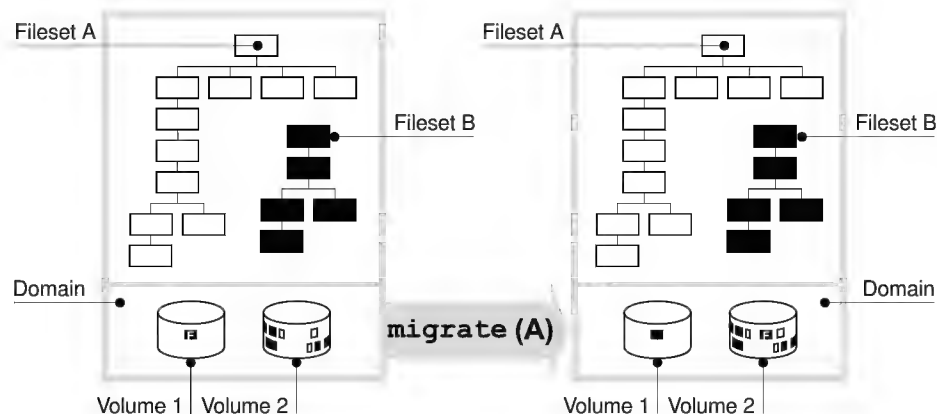 Fileset A
Fileset B
Domain
F
Volume 1
Volume 2
migrate (A)
Fileset A
Fileset B
Domain
F
Volume 1
Volume 2